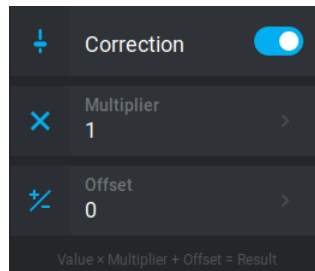 Correction
Multiplier
1
Offset
0
Value × Multiplier + Offset = Result